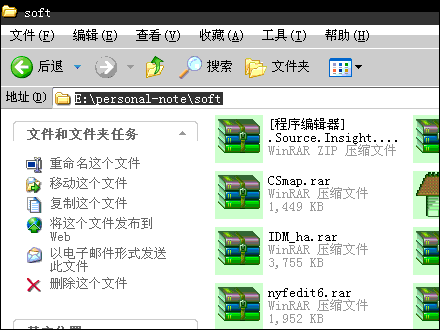 soft
文件(F) 编辑(E) 查看(V) 收藏(A) 工具(T) 帮助(H)
后退 搜索 文件夹
地址(D) E:\personal-note\soft
文件和文件夹任务
重命名这个文件
移动这个文件
复制这个文件
将这个文件发布到
Web
以电子邮件形式发送
此文件
删除这个文件
[程序编辑器]
.Source.Insight....
WinRAR ZIP 压缩文件
CSmap.rar
WinRAR 压缩文件
1,449 KB
IDM_ha.rar
WinRAR 压缩文件
3,755 KB
nyfedit6.rar
WinRAR 压缩文件
1,952 KB